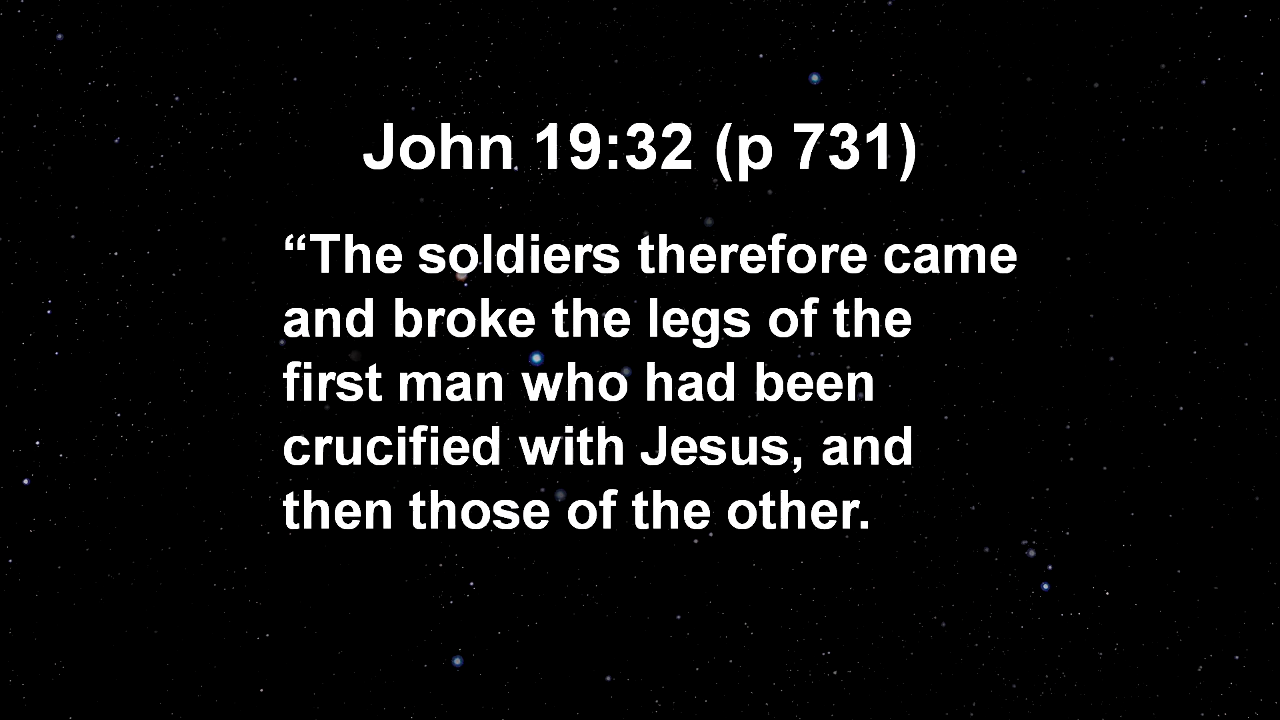 John 19:32 (p 731)
“The soldiers therefore came
and broke the legs of the
first man who had been
crucified with Jesus, and
then those of the other.